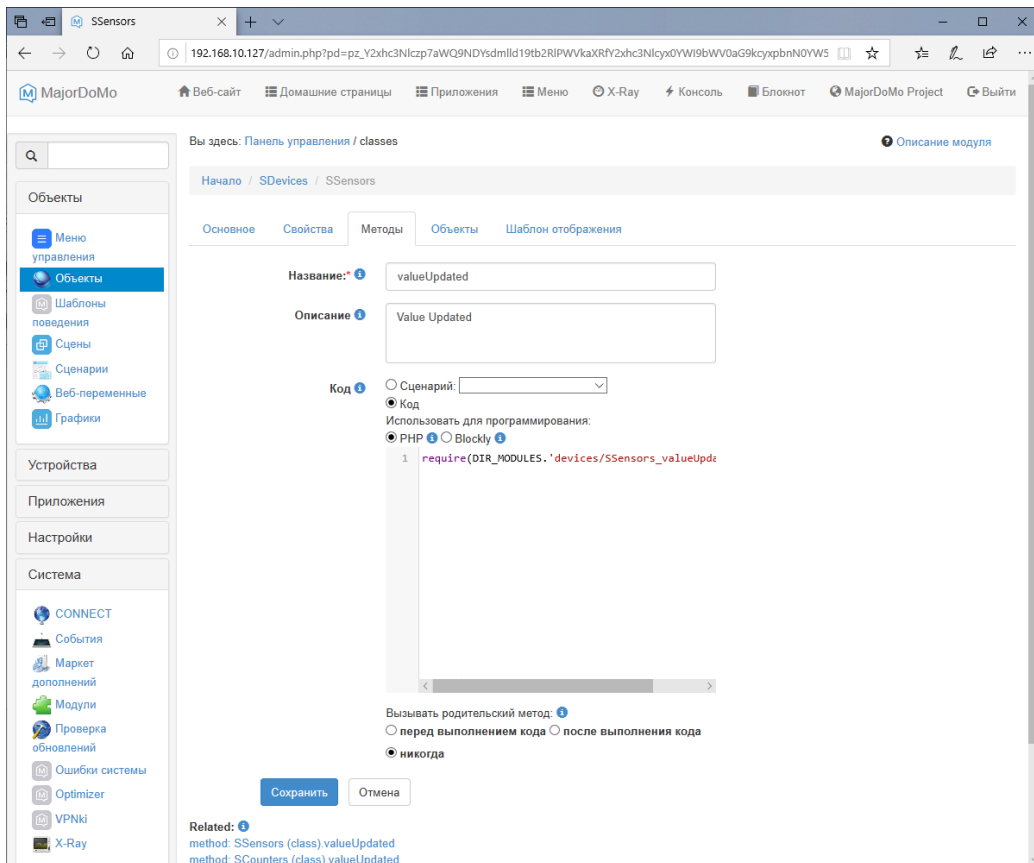 SSensors
192.168.10.127/admin.php?pd=pz_Y2xhc3Nlczp7aWQ9NDYsdmlld19tb2RlPWVkaXRfY2xhc3Nlcyx0YWI9bWV0aG9kcyxpbnN0YW5
MajorDoMo
Веб-сайт Домашние страницы Приложения Меню X-Ray Консоль Блокнот MajorDoMo Project Выйти
Вы здесь: Панель управления / classes
Описание модуля
Начало / SDevices / SSensors
Объекты
Меню
управления
Объекты
Шаблоны
поведения
Сцены
Сценарии
Веб-переменные
Графики
Устройства
Приложения
Настройки
Система
CONNECT
События
Маркет
дополнений
Модули
Проверка
обновлений
Ошибки системы
Optimizer
VPNki
X-Ray
Основное Свойства Методы Объекты Шаблон отображения
Название:* valueUpdated
Описание Value Updated
Код Сценарий:
Код
Использовать для программирования:
PHP Blockly
1 require(DIR_MODULES.'devices/SSensors_valueUpda
Вызывать родительский метод:
перед выполнением кода после выполнения кода
никогда
Сохранить Отмена
Related:
method: SSensors (class).valueUpdated
method: SCounters (class).valueUpdated